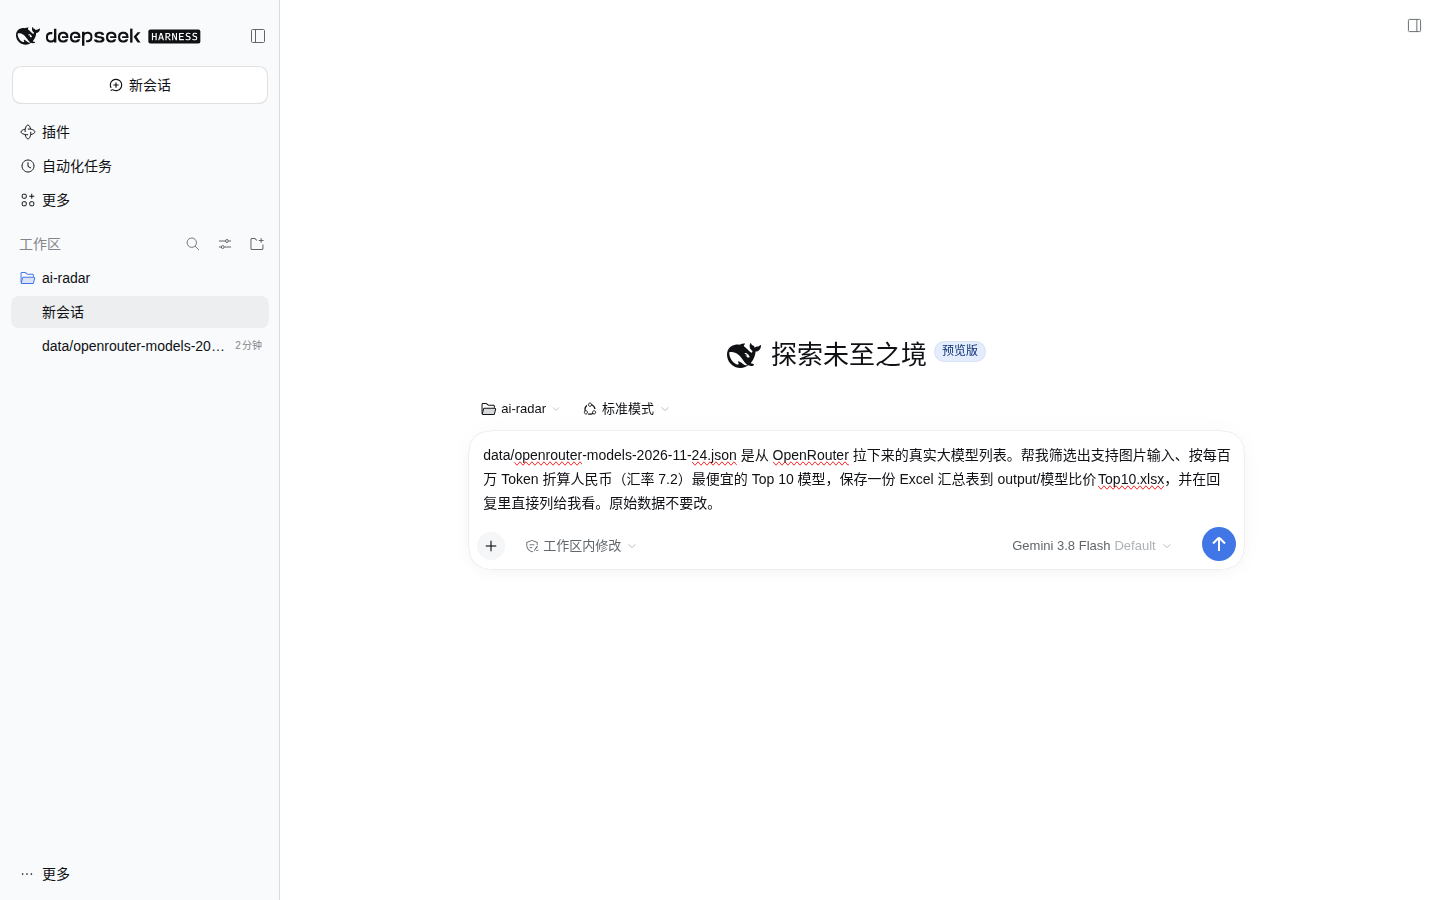 deepseek HARNESS
新会话
插件
自动化任务
更多
工作区
ai-radar
新会话
data/openrouter-models-20... 2分钟
更多
探索未至之境 预览版
ai-radar 标准模式
data/openrouter-models-2026-11-24.json 是从 OpenRouter 拉下来的真实大模型列表。帮我筛选出支持图片输入、按每百
万 Token 折算人民币（汇率 7.2）最便宜的 Top 10 模型，保存一份 Excel 汇总表到 output/模型比价Top10.xlsx，并在回
复里直接列给我看。原始数据不要改。
工作区内修改 Gemini 3.8 Flash Default